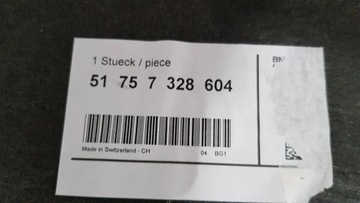 1 Stueck / piece
51 75 7 328 604
Made in Switzerland - CH 04 BG1